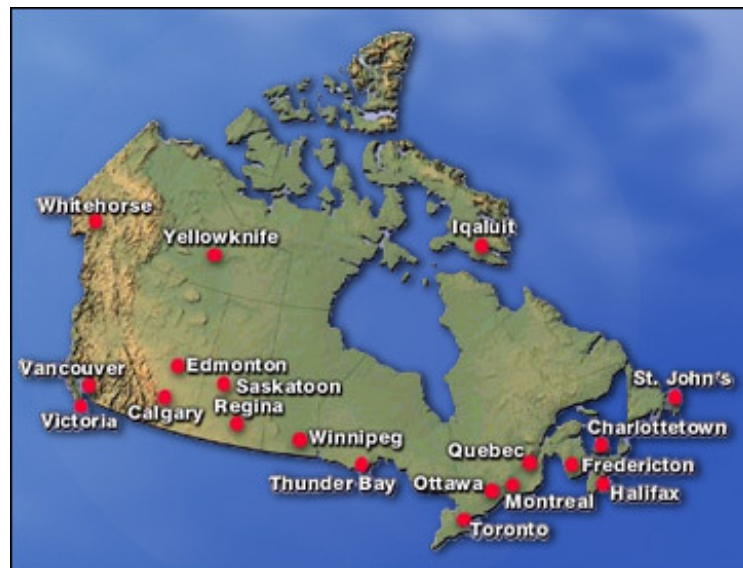 Whitehorse
Iqaluit
Yellowknife
Vancouver
Edmonton
St. John's
Saskatoon
Victoria
Calgary
Regina
Winnipeg
Charlottetown
Quebec
Fredericton
Thunder Bay
Ottawa
Montreal
Halifax
Toronto